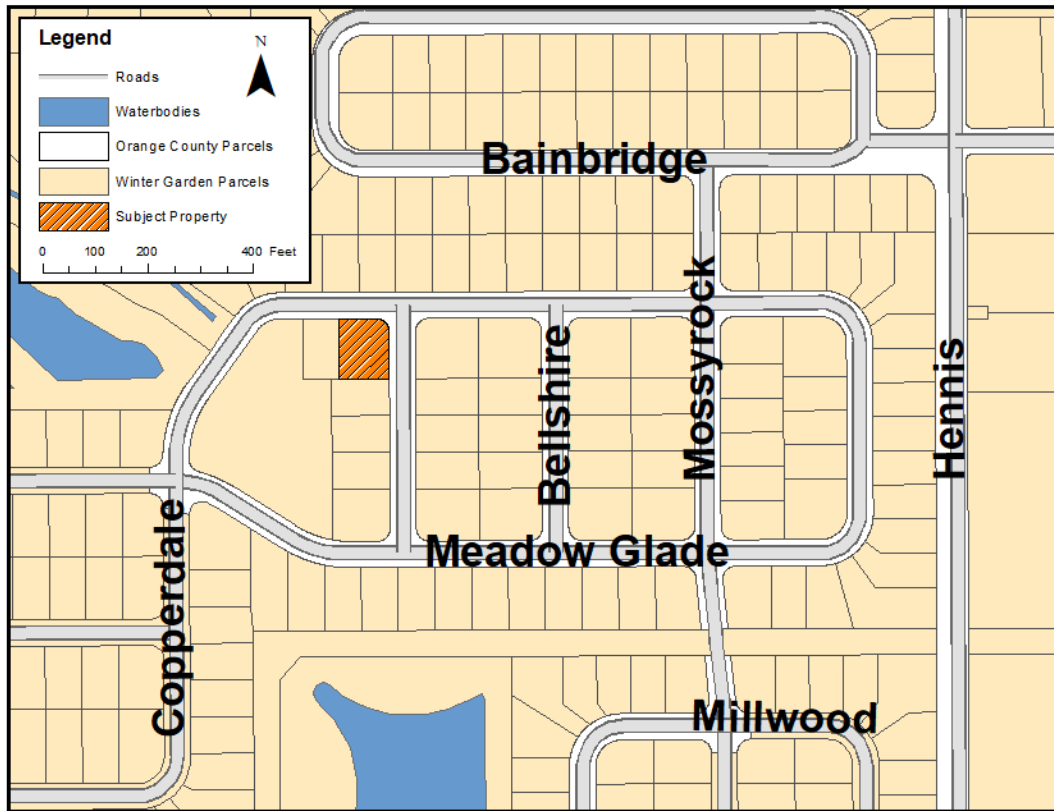 Legend
N
Roads
Waterbodies
Orange County Parcels
Winter Garden Parcels
Subject Property
0 100 200 400 Feet
Bainbridge
Mossyrock
Bellshire
Hennis
Meadow Glade
Copperdale
Millwood